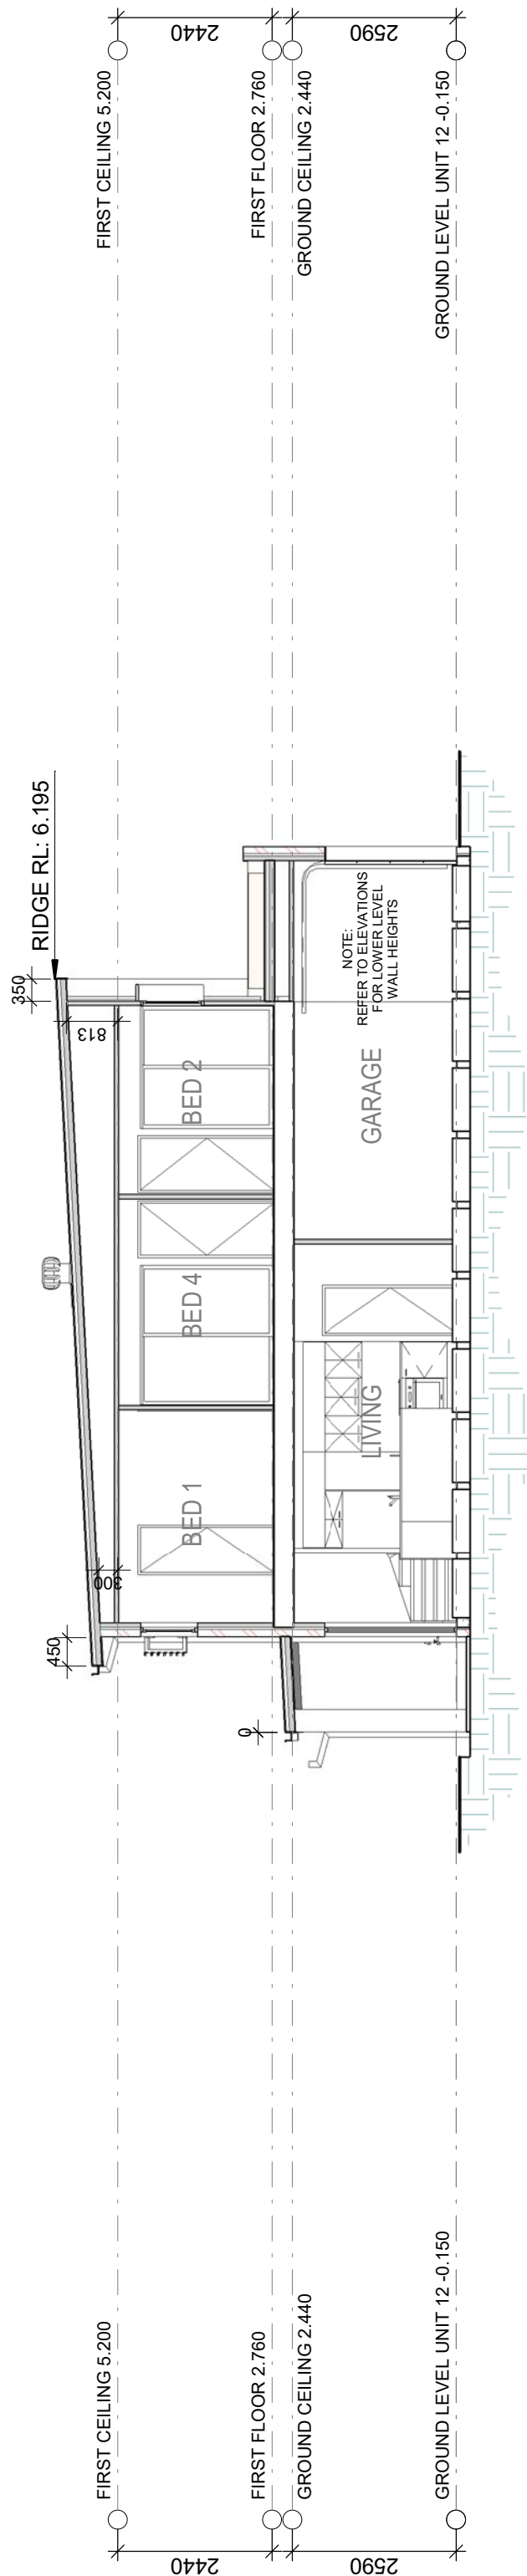 FIRST CEILING 5.200
FIRST FLOOR 2.760
GROUND CEILING 2.440
GROUND LEVEL UNIT 12 -0.150
2440
2590
RIDGE RL: 6.195
450
350
300
813
0
BED 1
BED 4
BED 2
LIVING
GARAGE
NOTE:
REFER TO ELEVATIONS
FOR LOWER LEVEL
WALL HEIGHTS
FIRST CEILING 5.200
FIRST FLOOR 2.760
GROUND CEILING 2.440
GROUND LEVEL UNIT 12 -0.150
2440
2590